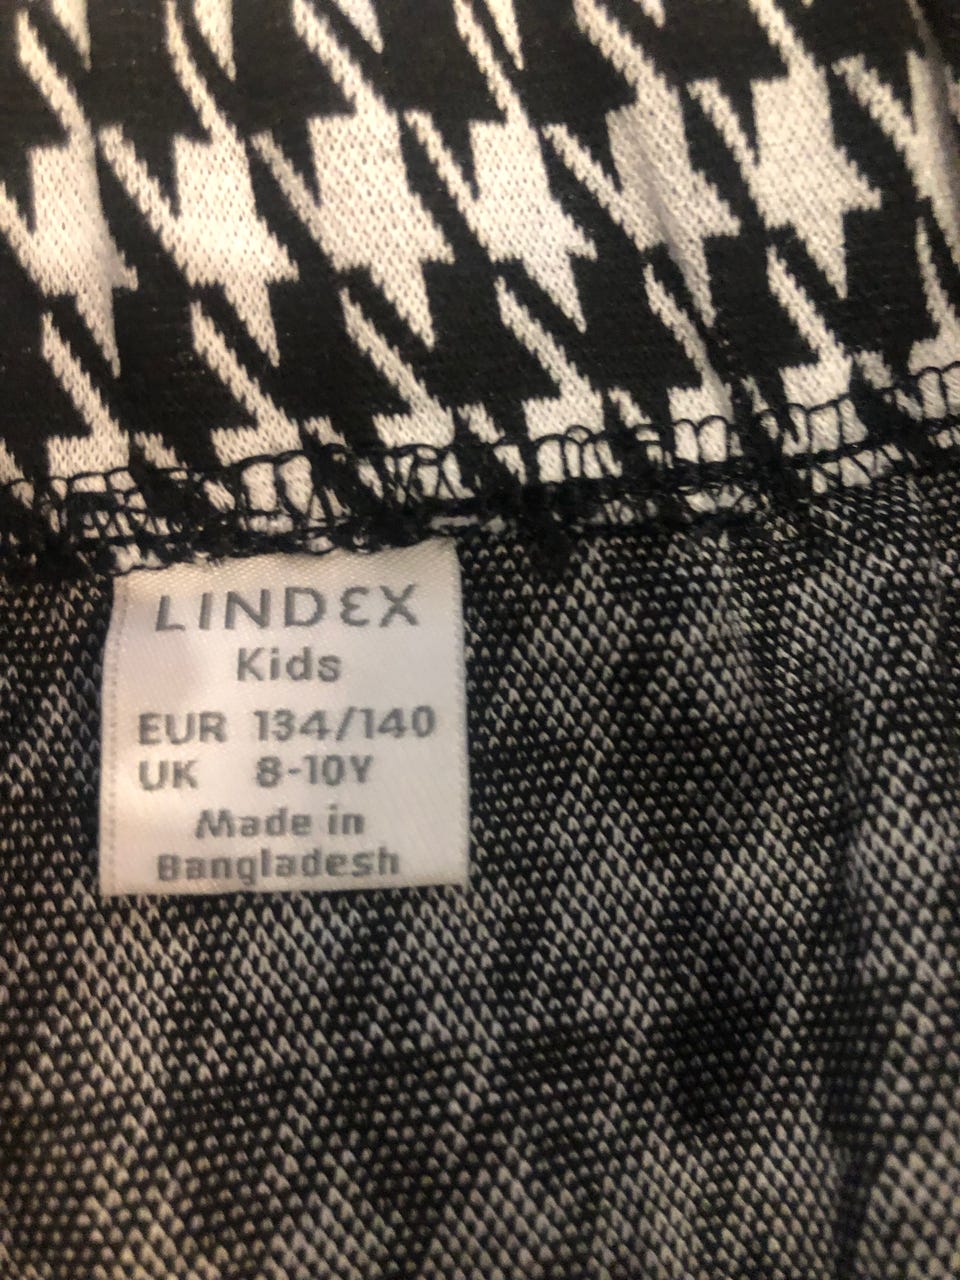 LINDEX
Kids
EUR 134/140
UK 8-10Y
Made in
Bangladesh